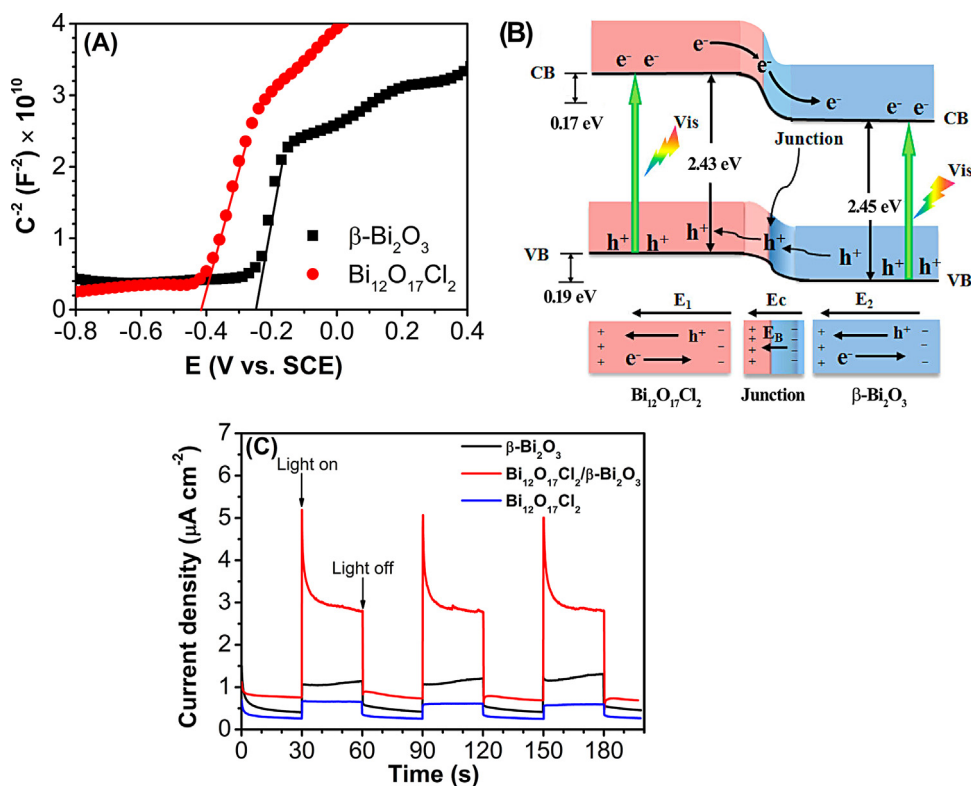 (A)
4
3
2
1
0
C⁻² (F⁻²) × 10¹⁰
β-Bi₂O₃
Bi₁₂O₁₇Cl₂
-0.8 -0.6 -0.4 -0.2 0.0 0.2 0.4
E (V vs. SCE)
(B)
e⁻ e⁻ e⁻
e⁻
CB
e⁻
e⁻ e⁻
0.17 eV
CB
Junction
Vis
Vis
2.43 eV
2.45 eV
h⁺ h⁺ h⁺ h⁺ h⁺ h⁺ h⁺
VB
VB
0.19 eV
E₁ Ec E₂
+ h⁺ − + − + h⁺ −
+ − + E_B − + −
+ e⁻ − + − + e⁻ −
+ −
Bi₁₂O₁₇Cl₂ Junction β-Bi₂O₃
(C)
7
6
5
4
3
2
1
0
Current density (μA cm⁻²)
Light on
β-Bi₂O₃
Bi₁₂O₁₇Cl₂/β-Bi₂O₃
Bi₁₂O₁₇Cl₂
Light off
0 30 60 90 120 150 180
Time (s)